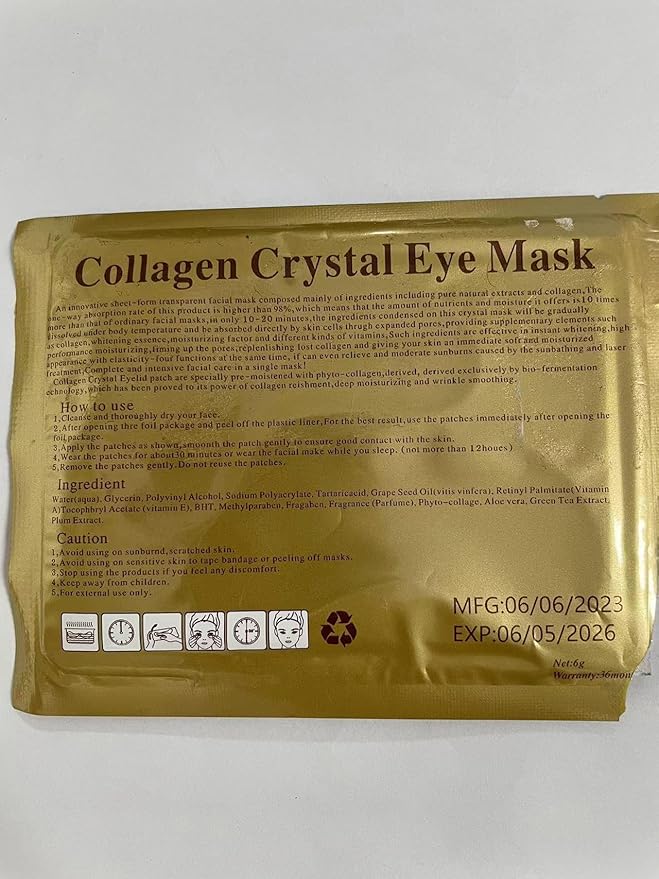 Collagen Crystal Eye Mask
An innovative sheet-form transparent facial mask composed mainly of ingredients including pure natural extracts and collagen,The
one-way absorption rate of this product is higher than 98%,which means that the amount of nutrients and moisture it offers is10 times
more than that of ordinary facial masks,in only 10-20 minutes,the ingredients condensed on this crystal mask will be gradually
dissolved under body temperature and be absorbed directly by skin cells thrugh expanded pores,providing supplementary elements such
as collagen,whitening essence,moisturizing factor and different kinds of vitamins,Such ingredients are effective in instant whitening,high
performance moisturizing,fiming up the pores,replenishing lost collagen and giving your skin an immediate soft and moisturized
appearance with elasticity-four functions at the same time, if can even relieve and moderate sunburns caused by the sunbathing and laser
treatment,Complete and intensive facial care in a single mask!
Collagen Crystal Eyelid patch are specially pre-moistened with phyto-collagen,derived, derived exclusively by bio-fermentation
echnology,which has been proved to its power of collagen reishment,deep moisturizing and wrinkle smoothing.
How to use
1,Cleanse and thoroughly dry your face.
2,After opening thre foil package and peel off the plastic liner,For the best result,use the patches immediately after opening the
foil package.
3,Apply the patches as shown,smoonth the patch gently to ensure good contact with the skin.
4,Wear the patches for about30 minutes or wear the facial make while you sleep. (not more than 12houes)
5,Remove the patches gently.Do not reuse the patches.
Ingredient
Water(aqua), Glycerin, Polyvinyl Alcohol, Sodium Polyacrylate, Tartaricacid, Grape Seed Oil(vitis vinfera), Retinyl Palmitate(Vitamin
A)Tocophbryl Acetate (vitamin E), BHT, Methylparaben, Fragaben, Fragrance (Parfume), Phyto-collage, Aloe vera, Green Tea Extract,
Plum Extract.
Caution
1,Avoid using on sunburnd,scratched skin.
2,Avoid using on sensitive skin to tape bandage or peeling off masks.
3,Stop using the products if you feel any discomfort.
4,Keep away from children.
5,For external use only.
MFG:06/06/2023
EXP:06/05/2026
Net:6g
Warranty:36mon